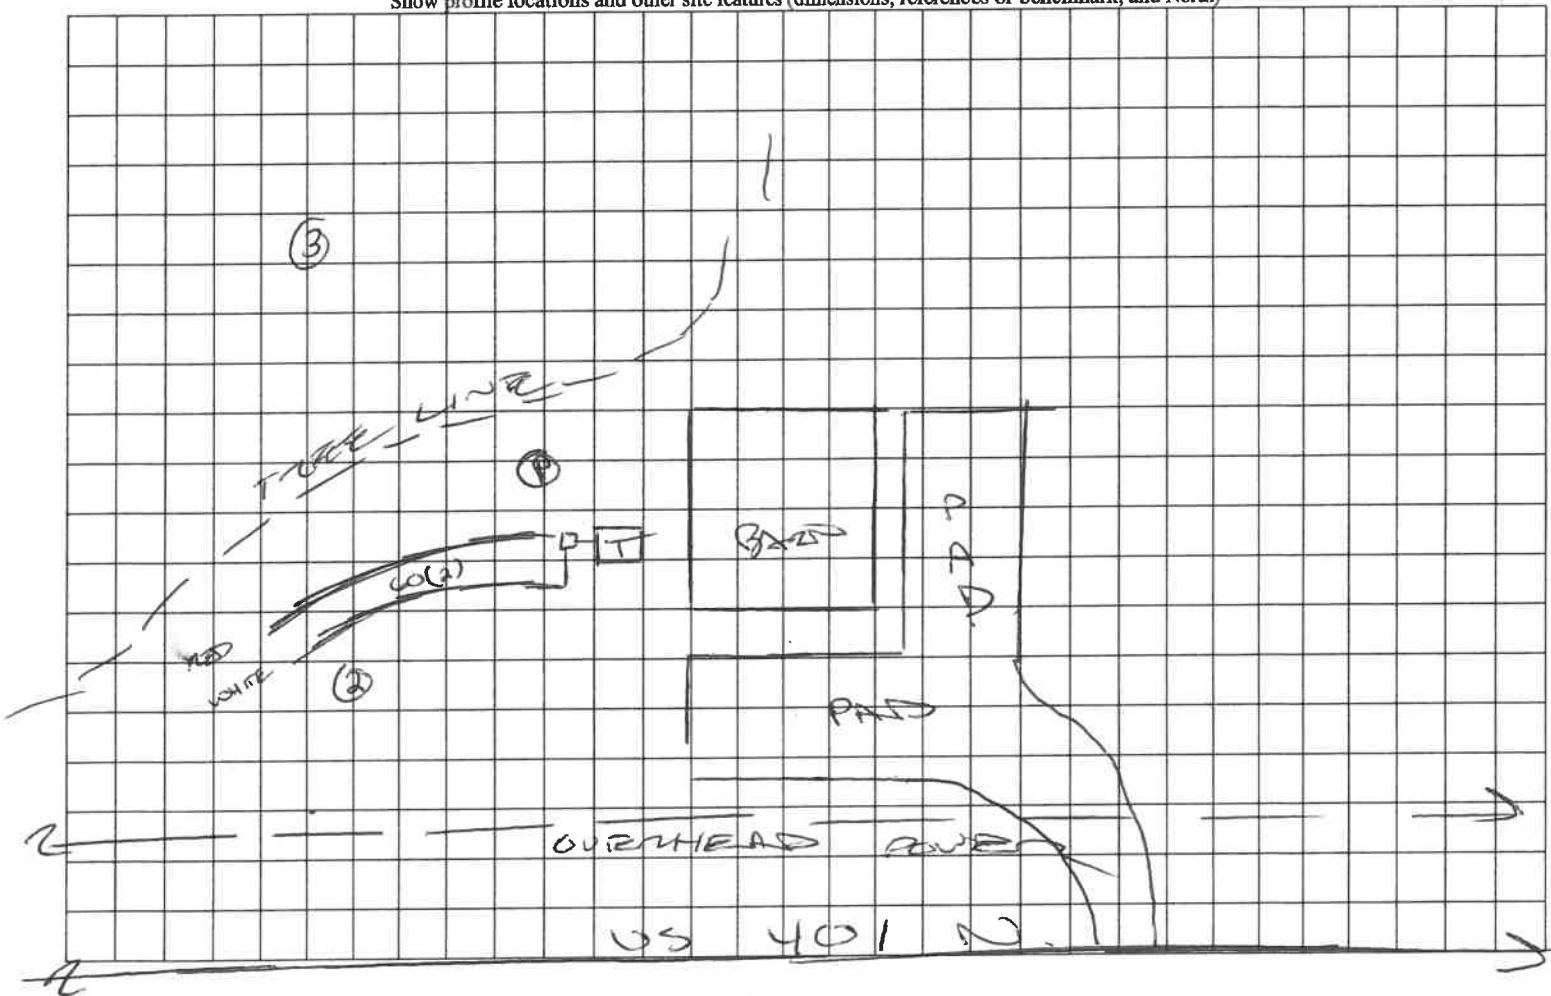 Show profile locations and other site features (dimensions, references or benchmark, and North)
3
TREE LINE
P
T
60(2)
BARN
PAD
RED
WHITE
2
PAD
OVERHEAD POWER
US 401 N.